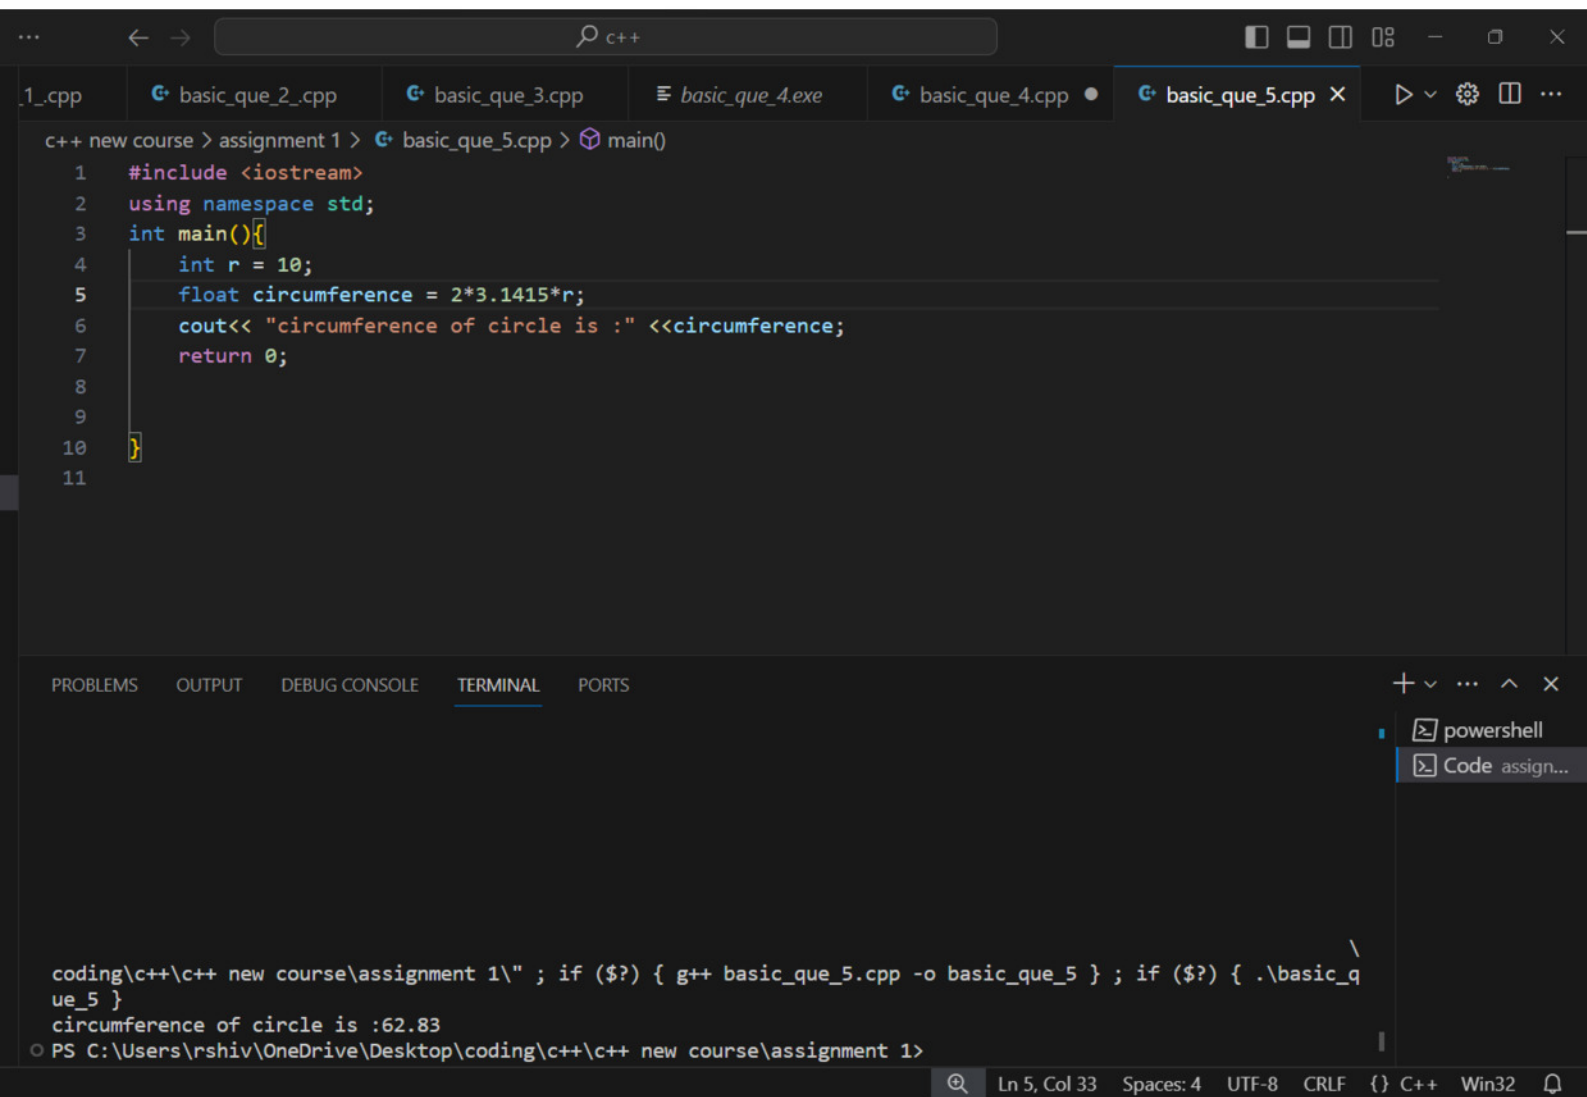 c++
_1_.cpp
basic_que_2_.cpp
basic_que_3.cpp
basic_que_4.exe
basic_que_4.cpp
basic_que_5.cpp
c++ new course > assignment 1 > basic_que_5.cpp > main()
1 #include <iostream>
2 using namespace std;
3 int main(){
4 int r = 10;
5 float circumference = 2*3.1415*r;
6 cout<< "circumference of circle is :" <<circumference;
7 return 0;
8
9
10 }
11
PROBLEMS OUTPUT DEBUG CONSOLE TERMINAL PORTS
powershell
Code assign...
\
coding\c++\c++ new course\assignment 1\" ; if ($?) { g++ basic_que_5.cpp -o basic_que_5 } ; if ($?) { .\basic_q
ue_5 }
circumference of circle is :62.83
PS C:\Users\rshiv\OneDrive\Desktop\coding\c++\c++ new course\assignment 1>
Ln 5, Col 33 Spaces: 4 UTF-8 CRLF {} C++ Win32